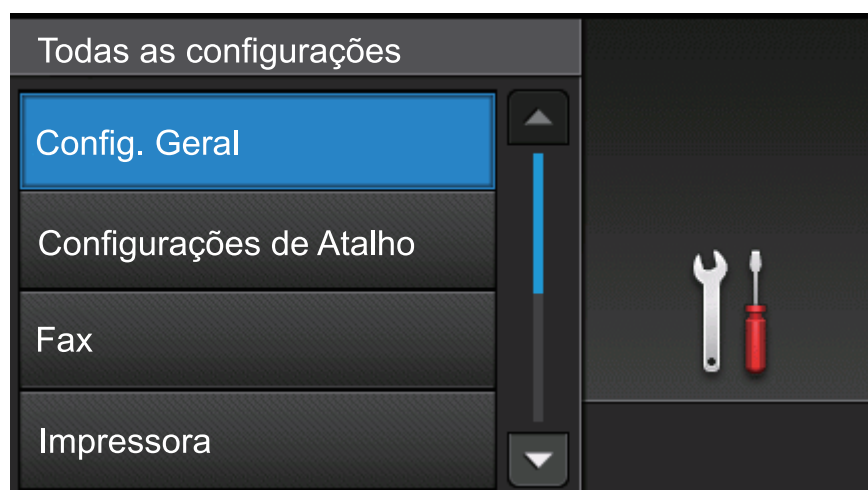 Todas as configurações
Config. Geral
Configurações de Atalho
Fax
Impressora